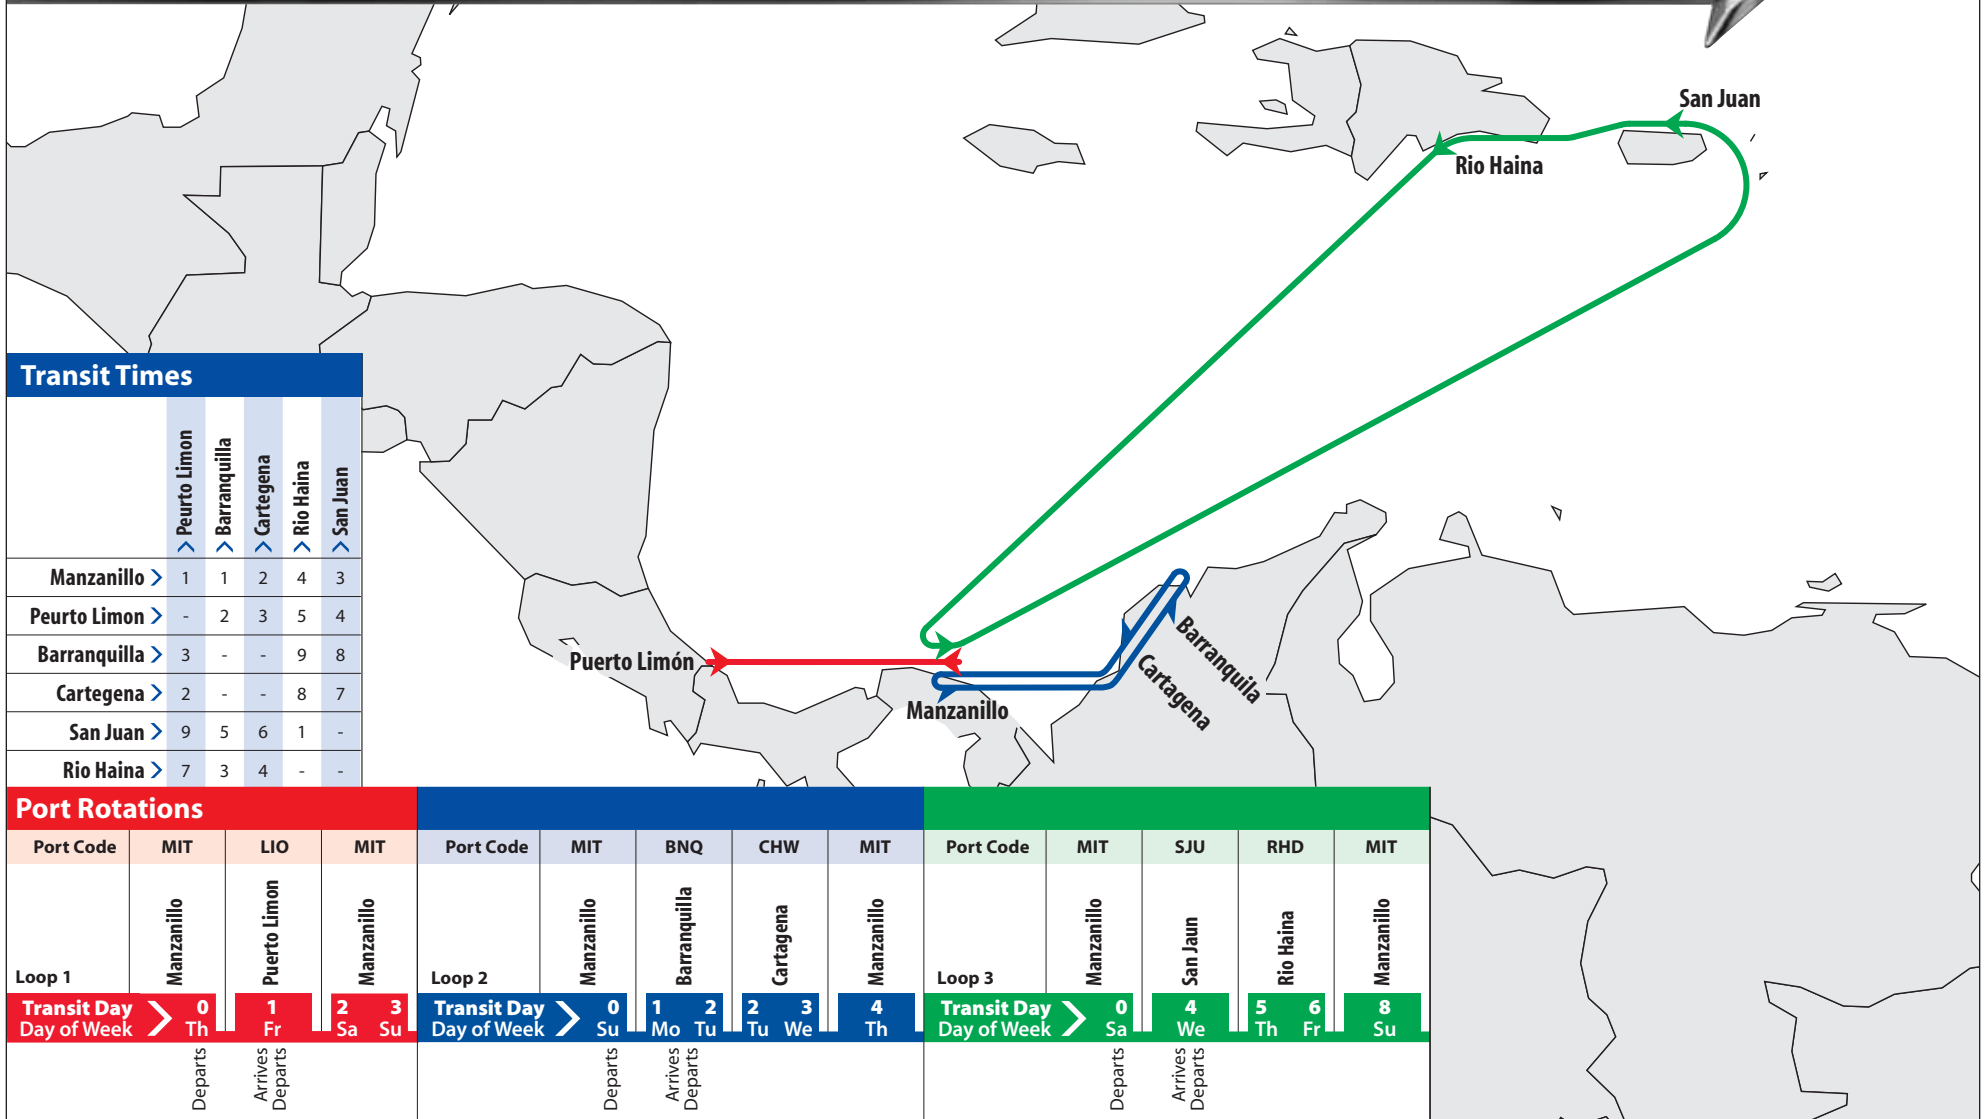 San Juan
Rio Haina
Puerto Limón
Manzanillo
Barranquila
Cartagena
Transit Times
Peurto Limon
Barranquilla
Cartegena
Rio Haina
San Juan
Manzanillo 1 1 2 4 3
Peurto Limon - 2 3 5 4
Barranquilla 3 - - 9 8
Cartegena 2 - - 8 7
San Juan 9 5 6 1 -
Rio Haina 7 3 4 - -
Port Rotations
Port Code MIT LIO MIT
Loop 1 Manzanillo Puerto Limon Manzanillo
Transit Day 0 1 2 3
Day of Week Th Fr Sa Su
Departs
Arrives
Departs
Port Code MIT BNQ CHW MIT
Loop 2 Manzanillo Barranquilla Cartagena Manzanillo
Transit Day 0 1 2 2 3 4
Day of Week Su Mo Tu Tu We Th
Departs
Arrives
Departs
Port Code MIT SJU RHD MIT
Loop 3 Manzanillo San Jaun Rio Haina Manzanillo
Transit Day 0 4 5 6 8
Day of Week Sa We Th Fr Su
Departs
Arrives
Departs